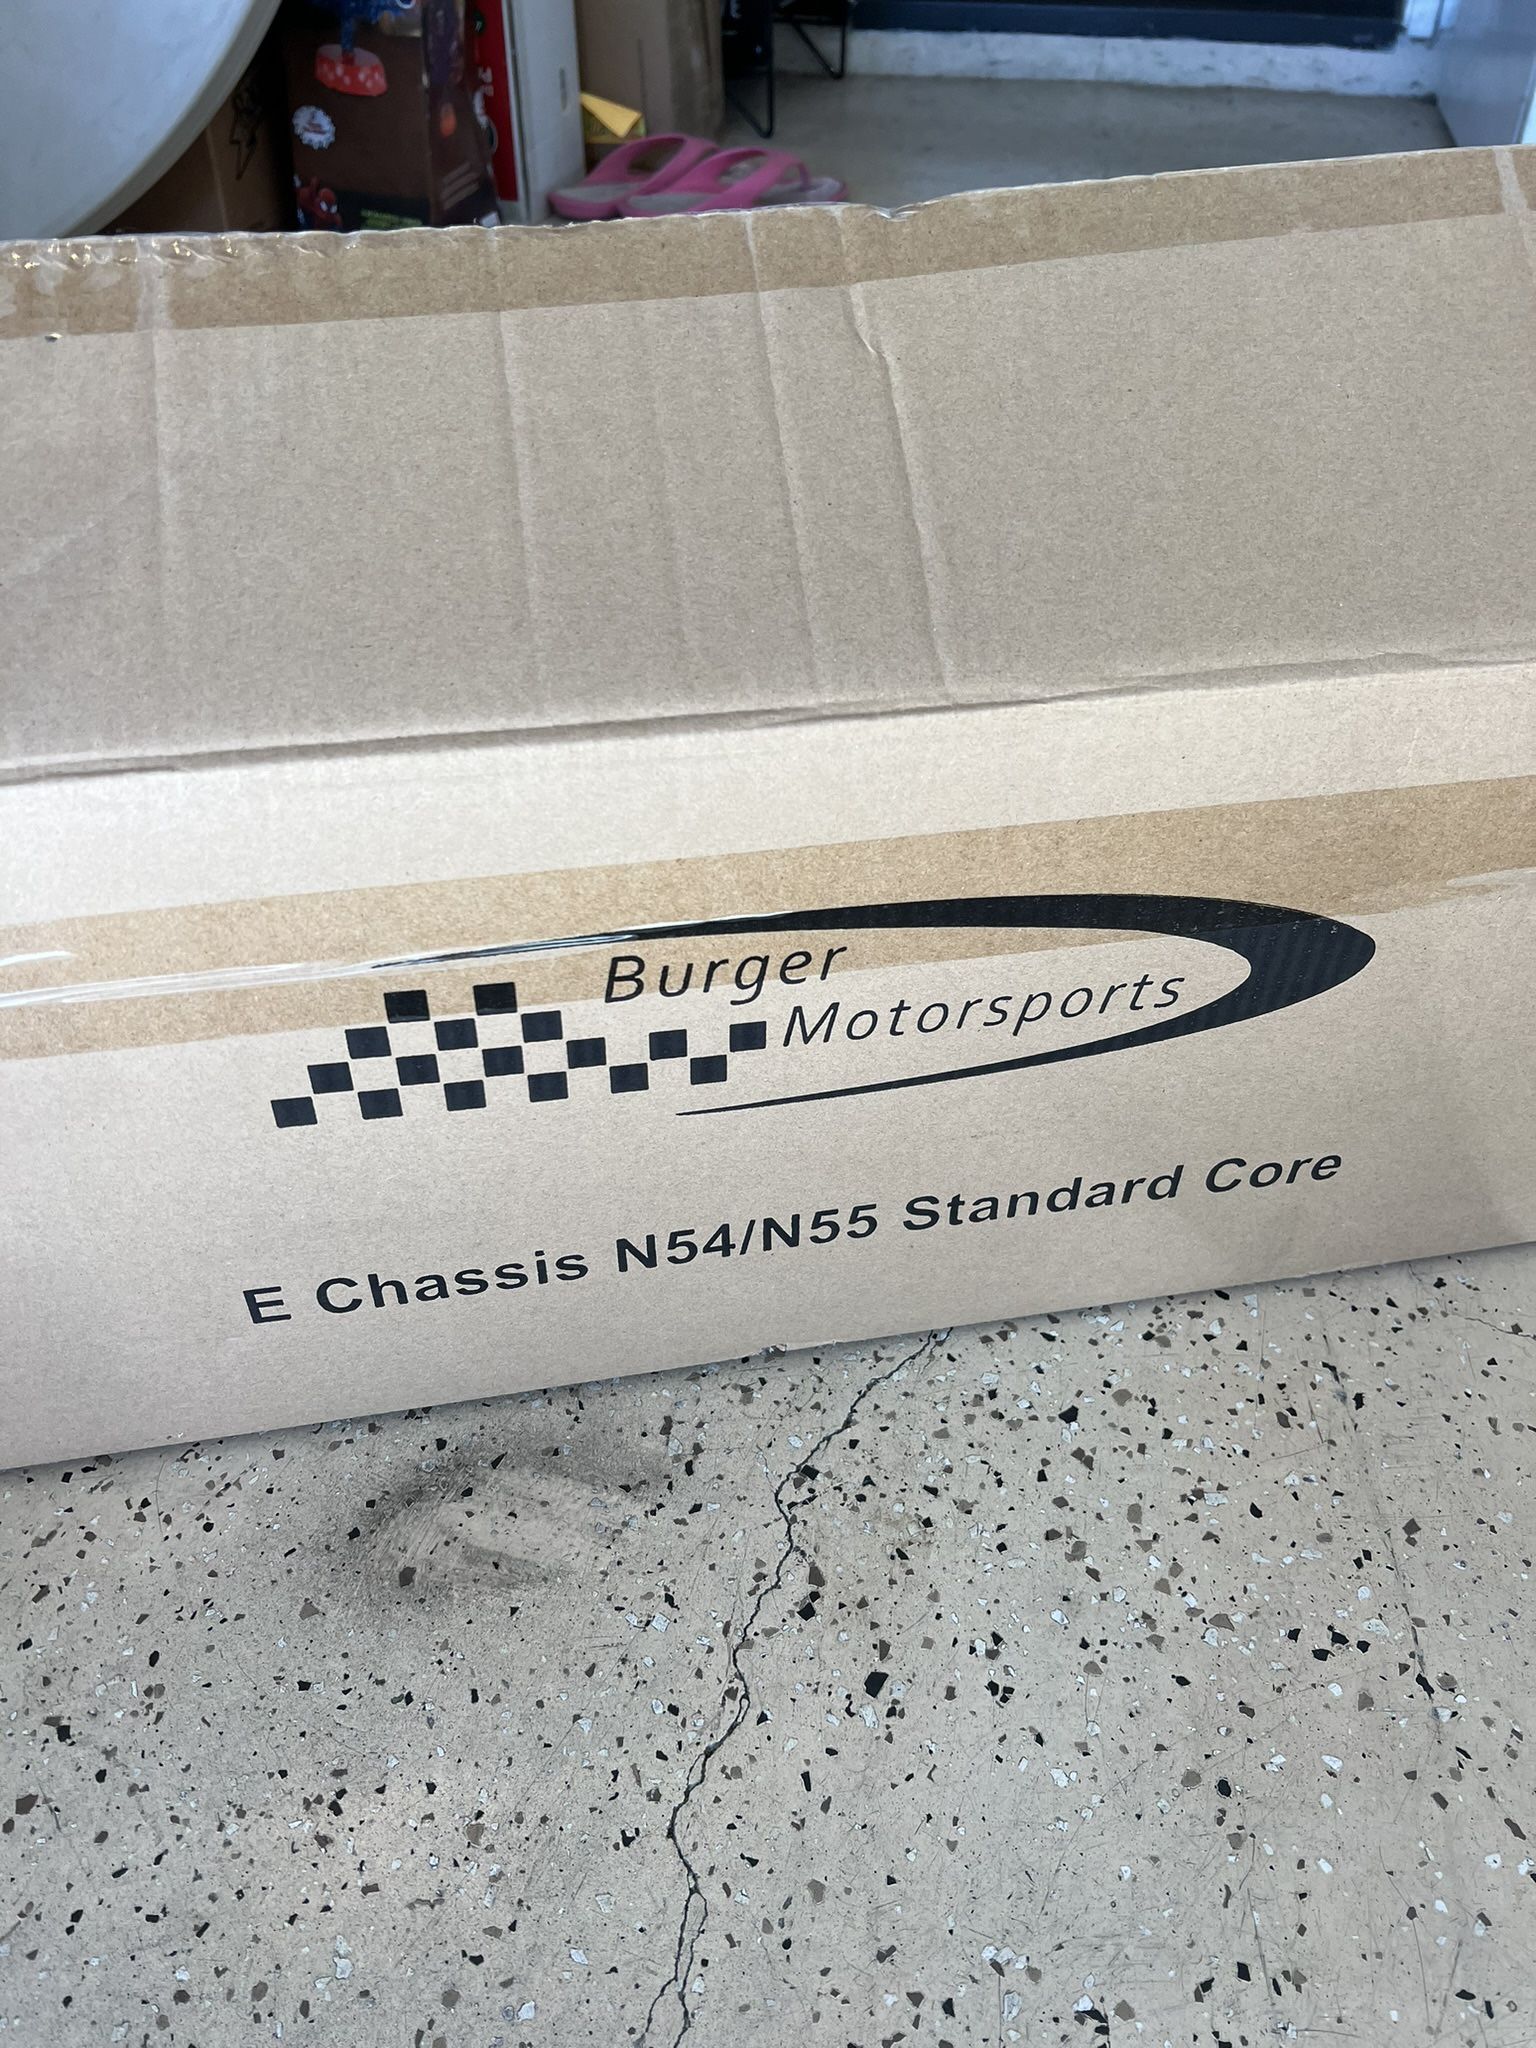 Burger
Motorsports
E Chassis N54/N55 Standard Core